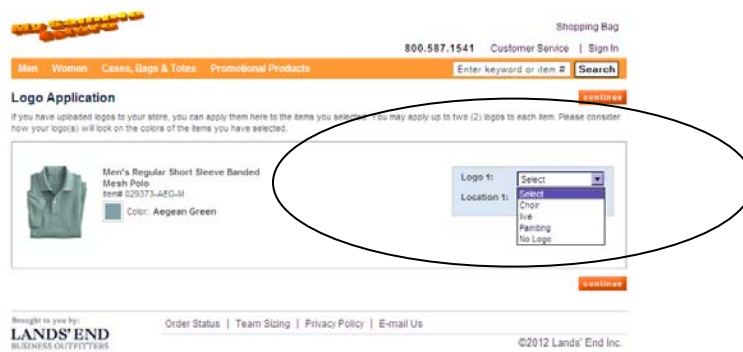 Shopping Bag
800.587.1541 Customer Service | Sign In
Men Women Cases, Bags & Totes Promotional Products
Enter keyword or item # Search
Logo Application
continue
If you have uploaded logos to your store, you can apply them here to the items you selected. You may apply up to two (2) logos to each item. Please consider
how your logo(s) will look on the colors of the items you have selected.
Men's Regular Short Sleeve Banded
Mesh Polo
Item# 029373-AEG-M
Color: Aegean Green
Logo 1: Select
Location 1:
Select
Choir
live
Painting
No Logo
continue
Brought to you by:
LANDS' END
BUSINESS OUTFITTERS
Order Status | Team Sizing | Privacy Policy | E-mail Us
©2012 Lands' End Inc.